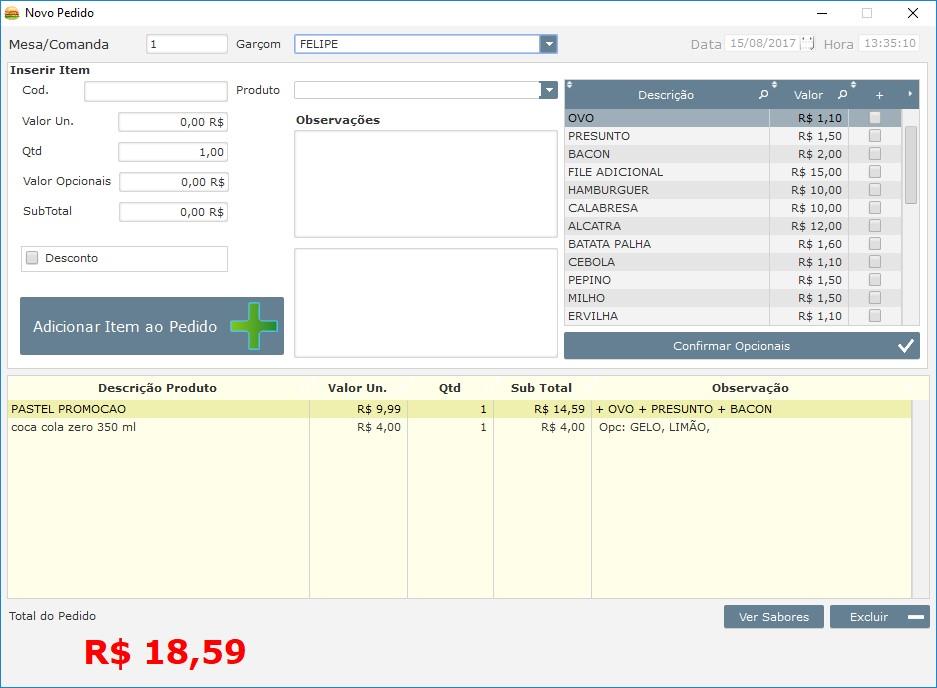 Novo Pedido
Mesa/Comanda 1 Garçom FELIPE Data 15/08/2017 Hora 13:35:10
Inserir Item
Cod. Produto
Valor Un. 0,00 R$
Qtd 1,00
Valor Opcionais 0,00 R$
SubTotal 0,00 R$
Desconto
Adicionar Item ao Pedido
Observações
Descrição Valor +
OVO R$ 1,10
PRESUNTO R$ 1,50
BACON R$ 2,00
FILE ADICIONAL R$ 15,00
HAMBURGUER R$ 10,00
CALABRESA R$ 10,00
ALCATRA R$ 12,00
BATATA PALHA R$ 1,60
CEBOLA R$ 1,10
PEPINO R$ 1,50
MILHO R$ 1,50
ERVILHA R$ 1,10
Confirmar Opcionais
Descrição Produto Valor Un. Qtd Sub Total Observação
PASTEL PROMOCAO R$ 9,99 1 R$ 14,59 + OVO + PRESUNTO + BACON
coca cola zero 350 ml R$ 4,00 1 R$ 4,00 Opc: GELO, LIMÃO,
Total do Pedido Ver Sabores Excluir
R$ 18,59